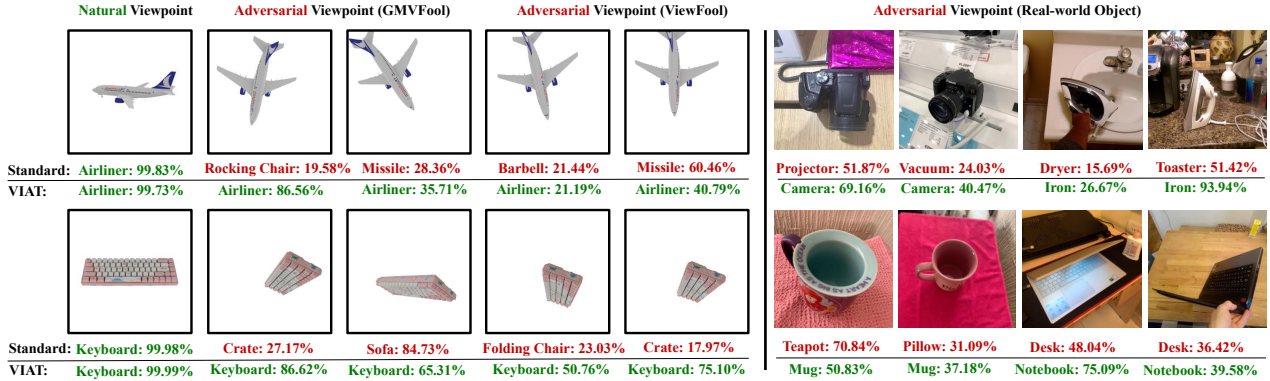 Natural Viewpoint
Adversarial Viewpoint (GMVFool)
Adversarial Viewpoint (ViewFool)
Adversarial Viewpoint (Real-world Object)
Standard: Airliner: 99.83% Rocking Chair: 19.58% Missile: 28.36% Barbell: 21.44% Missile: 60.46% Projector: 51.87% Vacuum: 24.03% Dryer: 15.69% Toaster: 51.42%
VIAT: Airliner: 99.73% Airliner: 86.56% Airliner: 35.71% Airliner: 21.19% Airliner: 40.79% Camera: 69.16% Camera: 40.47% Iron: 26.67% Iron: 93.94%
Standard: Keyboard: 99.98% Crate: 27.17% Sofa: 84.73% Folding Chair: 23.03% Crate: 17.97% Teapot: 70.84% Pillow: 31.09% Desk: 48.04% Desk: 36.42%
VIAT: Keyboard: 99.99% Keyboard: 86.62% Keyboard: 65.31% Keyboard: 50.76% Keyboard: 75.10% Mug: 50.83% Mug: 37.18% Notebook: 75.09% Notebook: 39.58%